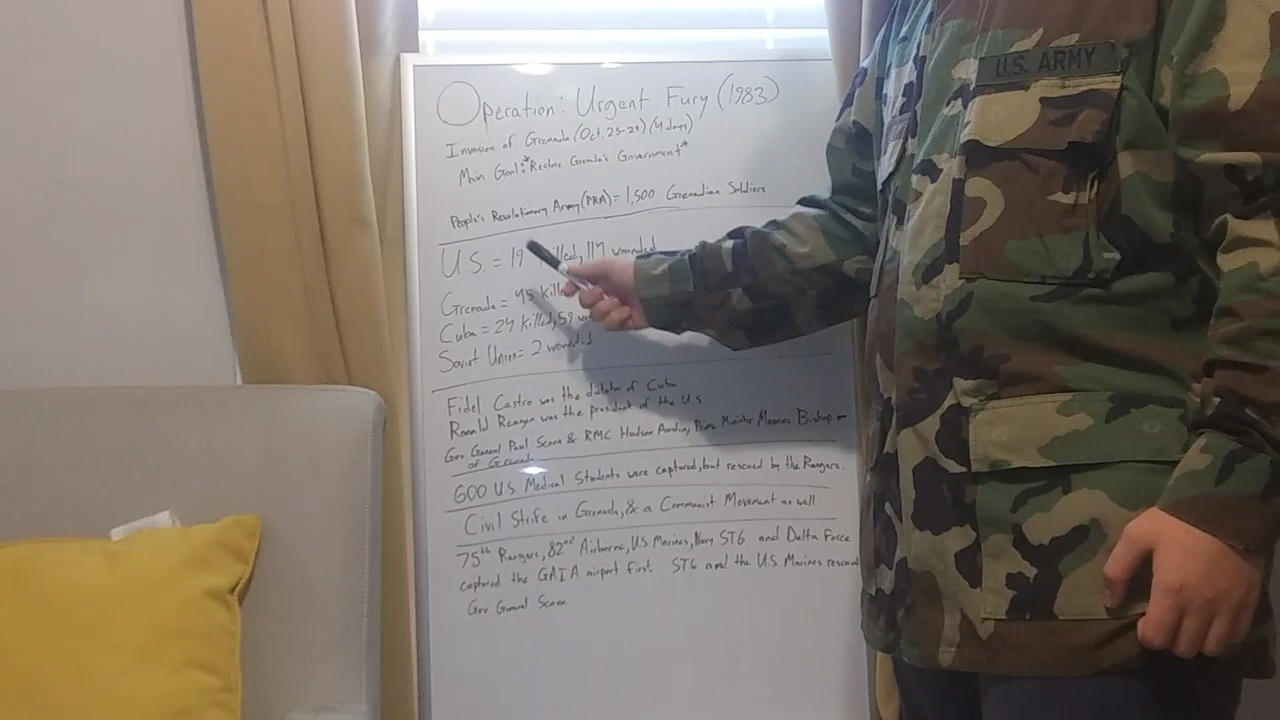 Operation: Urgent Fury (1983)
Invasion of Grenada (Oct. 25-29) (4 days)
Main Goal: *Restore Grenada's Government*
People's Revolutionary Army (PRA) = 1,500 Grenadian Soldiers
U.S. = 19 killed, 117 wounded
Grenada = 45 kille
Cuba = 24 killed, 59 wo
Soviet Union = 2 wounded
Fidel Castro was the dictator of Cuba
Ronald Reagan was the president of the U.S.
Gov General Paul Scoon & RMC Hudson Austin, Prime Minister Maurice Bishop
of Grenada
600 U.S. Medical Students were captured, but rescued by the Rangers.
Civil Strife in Grenada, & a Communist Movement as well
75th Rangers, 82nd Airborne, US Marines, Navy ST6 and Delta Force
captured the airport first. ST6 and the U.S. Marines rescued
Gov General Scoon
U.S. ARMY